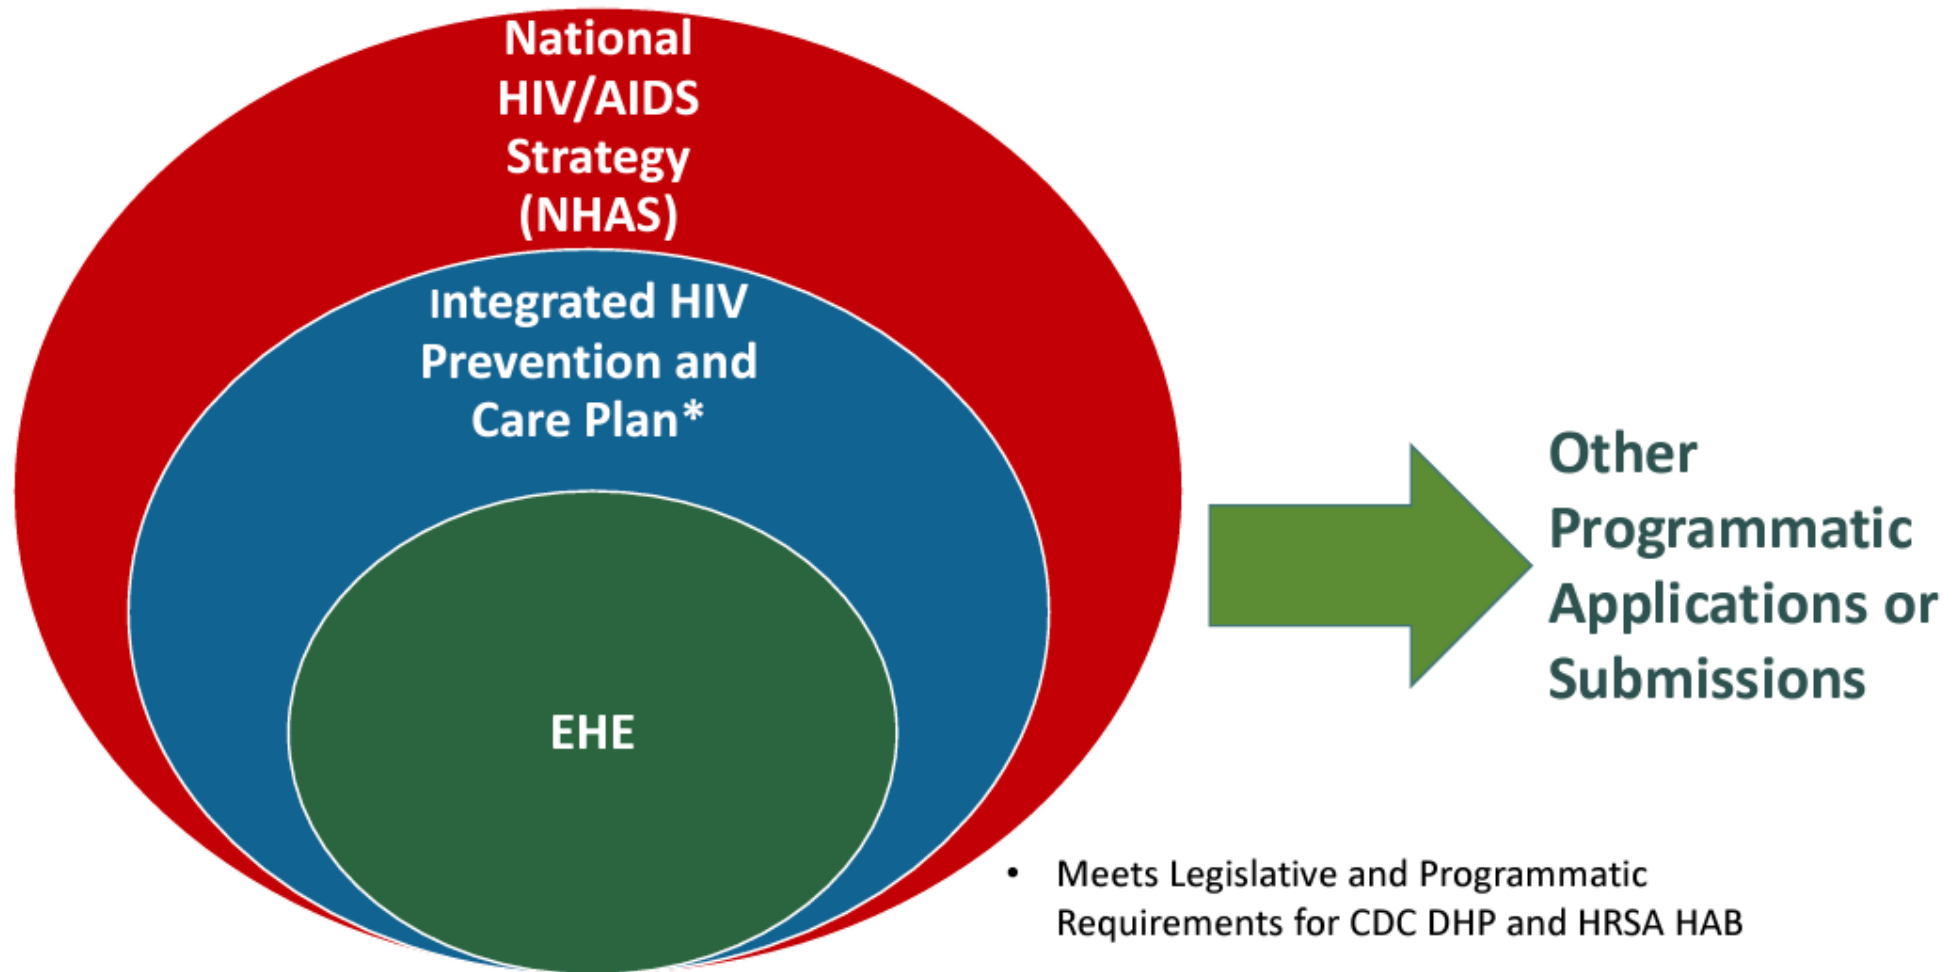 National
HIV/AIDS
Strategy
(NHAS)
Integrated HIV
Prevention and
Care Plan*
EHE
Other
Programmatic
Applications or
Submissions
• Meets Legislative and Programmatic
Requirements for CDC DHP and HRSA HAB